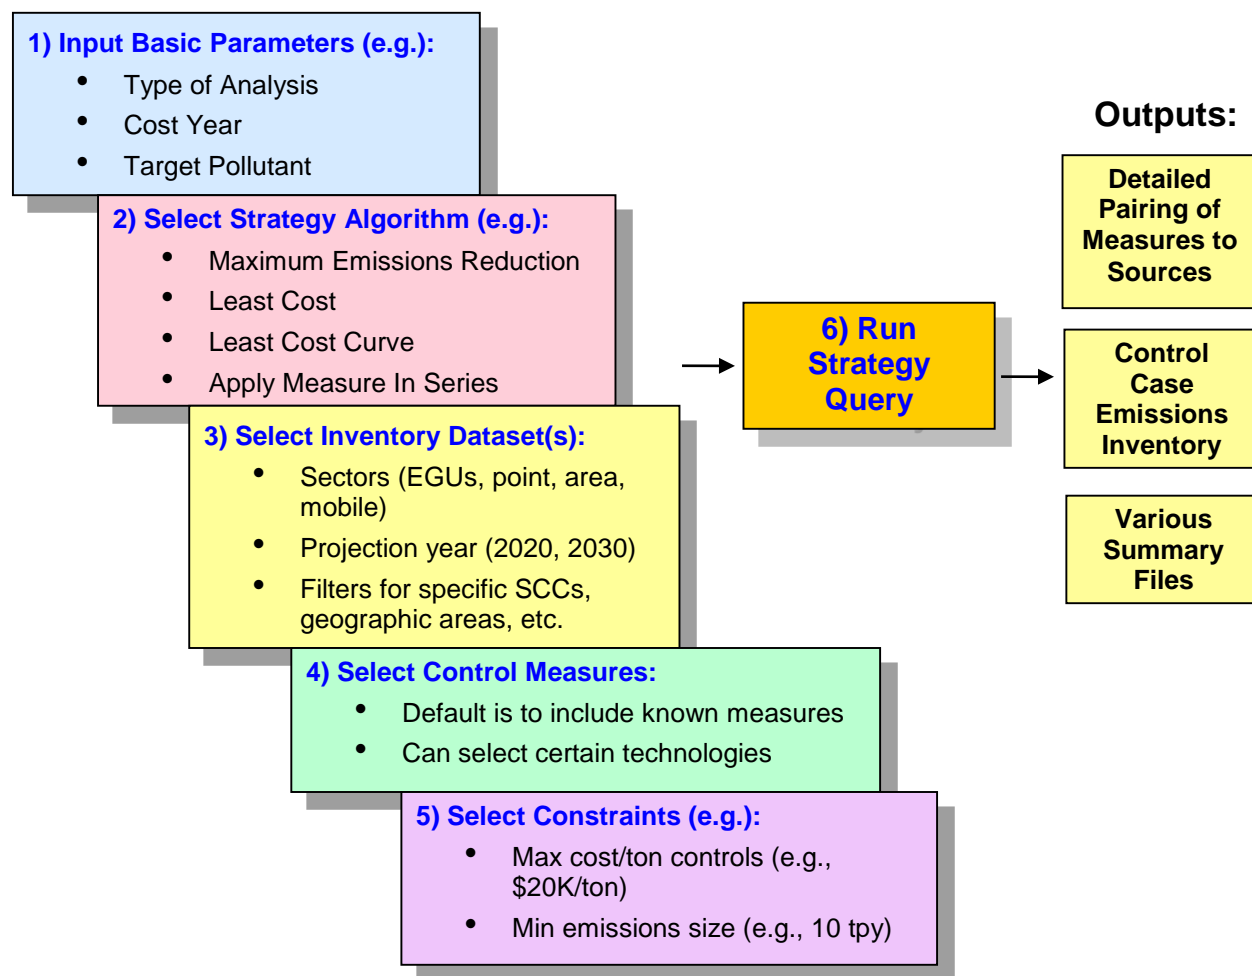 1) Input Basic Parameters (e.g.):
• Type of Analysis
• Cost Year
• Target Pollutant
2) Select Strategy Algorithm (e.g.):
• Maximum Emissions Reduction
• Least Cost
• Least Cost Curve
• Apply Measure In Series
3) Select Inventory Dataset(s):
• Sectors (EGUs, point, area,
mobile)
• Projection year (2020, 2030)
• Filters for specific SCCs,
geographic areas, etc.
4) Select Control Measures:
• Default is to include known measures
• Can select certain technologies
5) Select Constraints (e.g.):
• Max cost/ton controls (e.g.,
$20K/ton)
• Min emissions size (e.g., 10 tpy)
6) Run
Strategy
Query
Outputs:
Detailed
Pairing of
Measures to
Sources
Control
Case
Emissions
Inventory
Various
Summary
Files